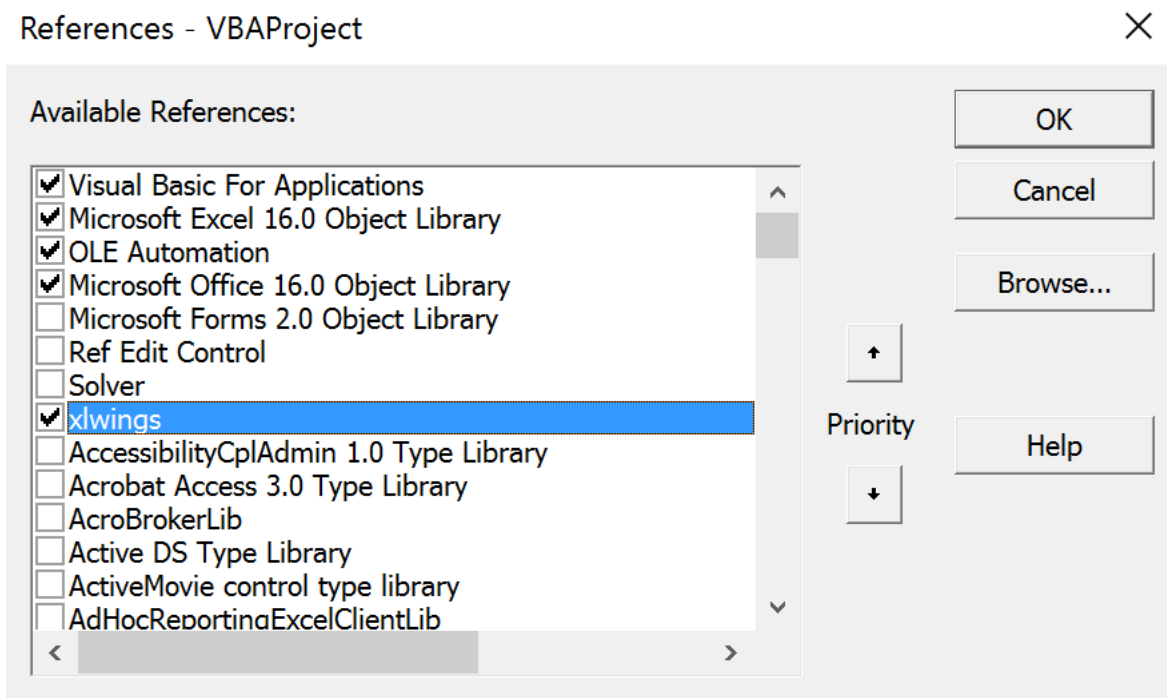 References - VBAProject
Available References:
OK
Visual Basic For Applications
Microsoft Excel 16.0 Object Library
Cancel
OLE Automation
Microsoft Office 16.0 Object Library
Browse...
Microsoft Forms 2.0 Object Library
Ref Edit Control
Solver
xlwings
Priority
AccessibilityCplAdmin 1.0 Type Library
Help
Acrobat Access 3.0 Type Library
AcroBrokerLib
Active DS Type Library
ActiveMovie control type library
AdHocReportingExcelClientLib